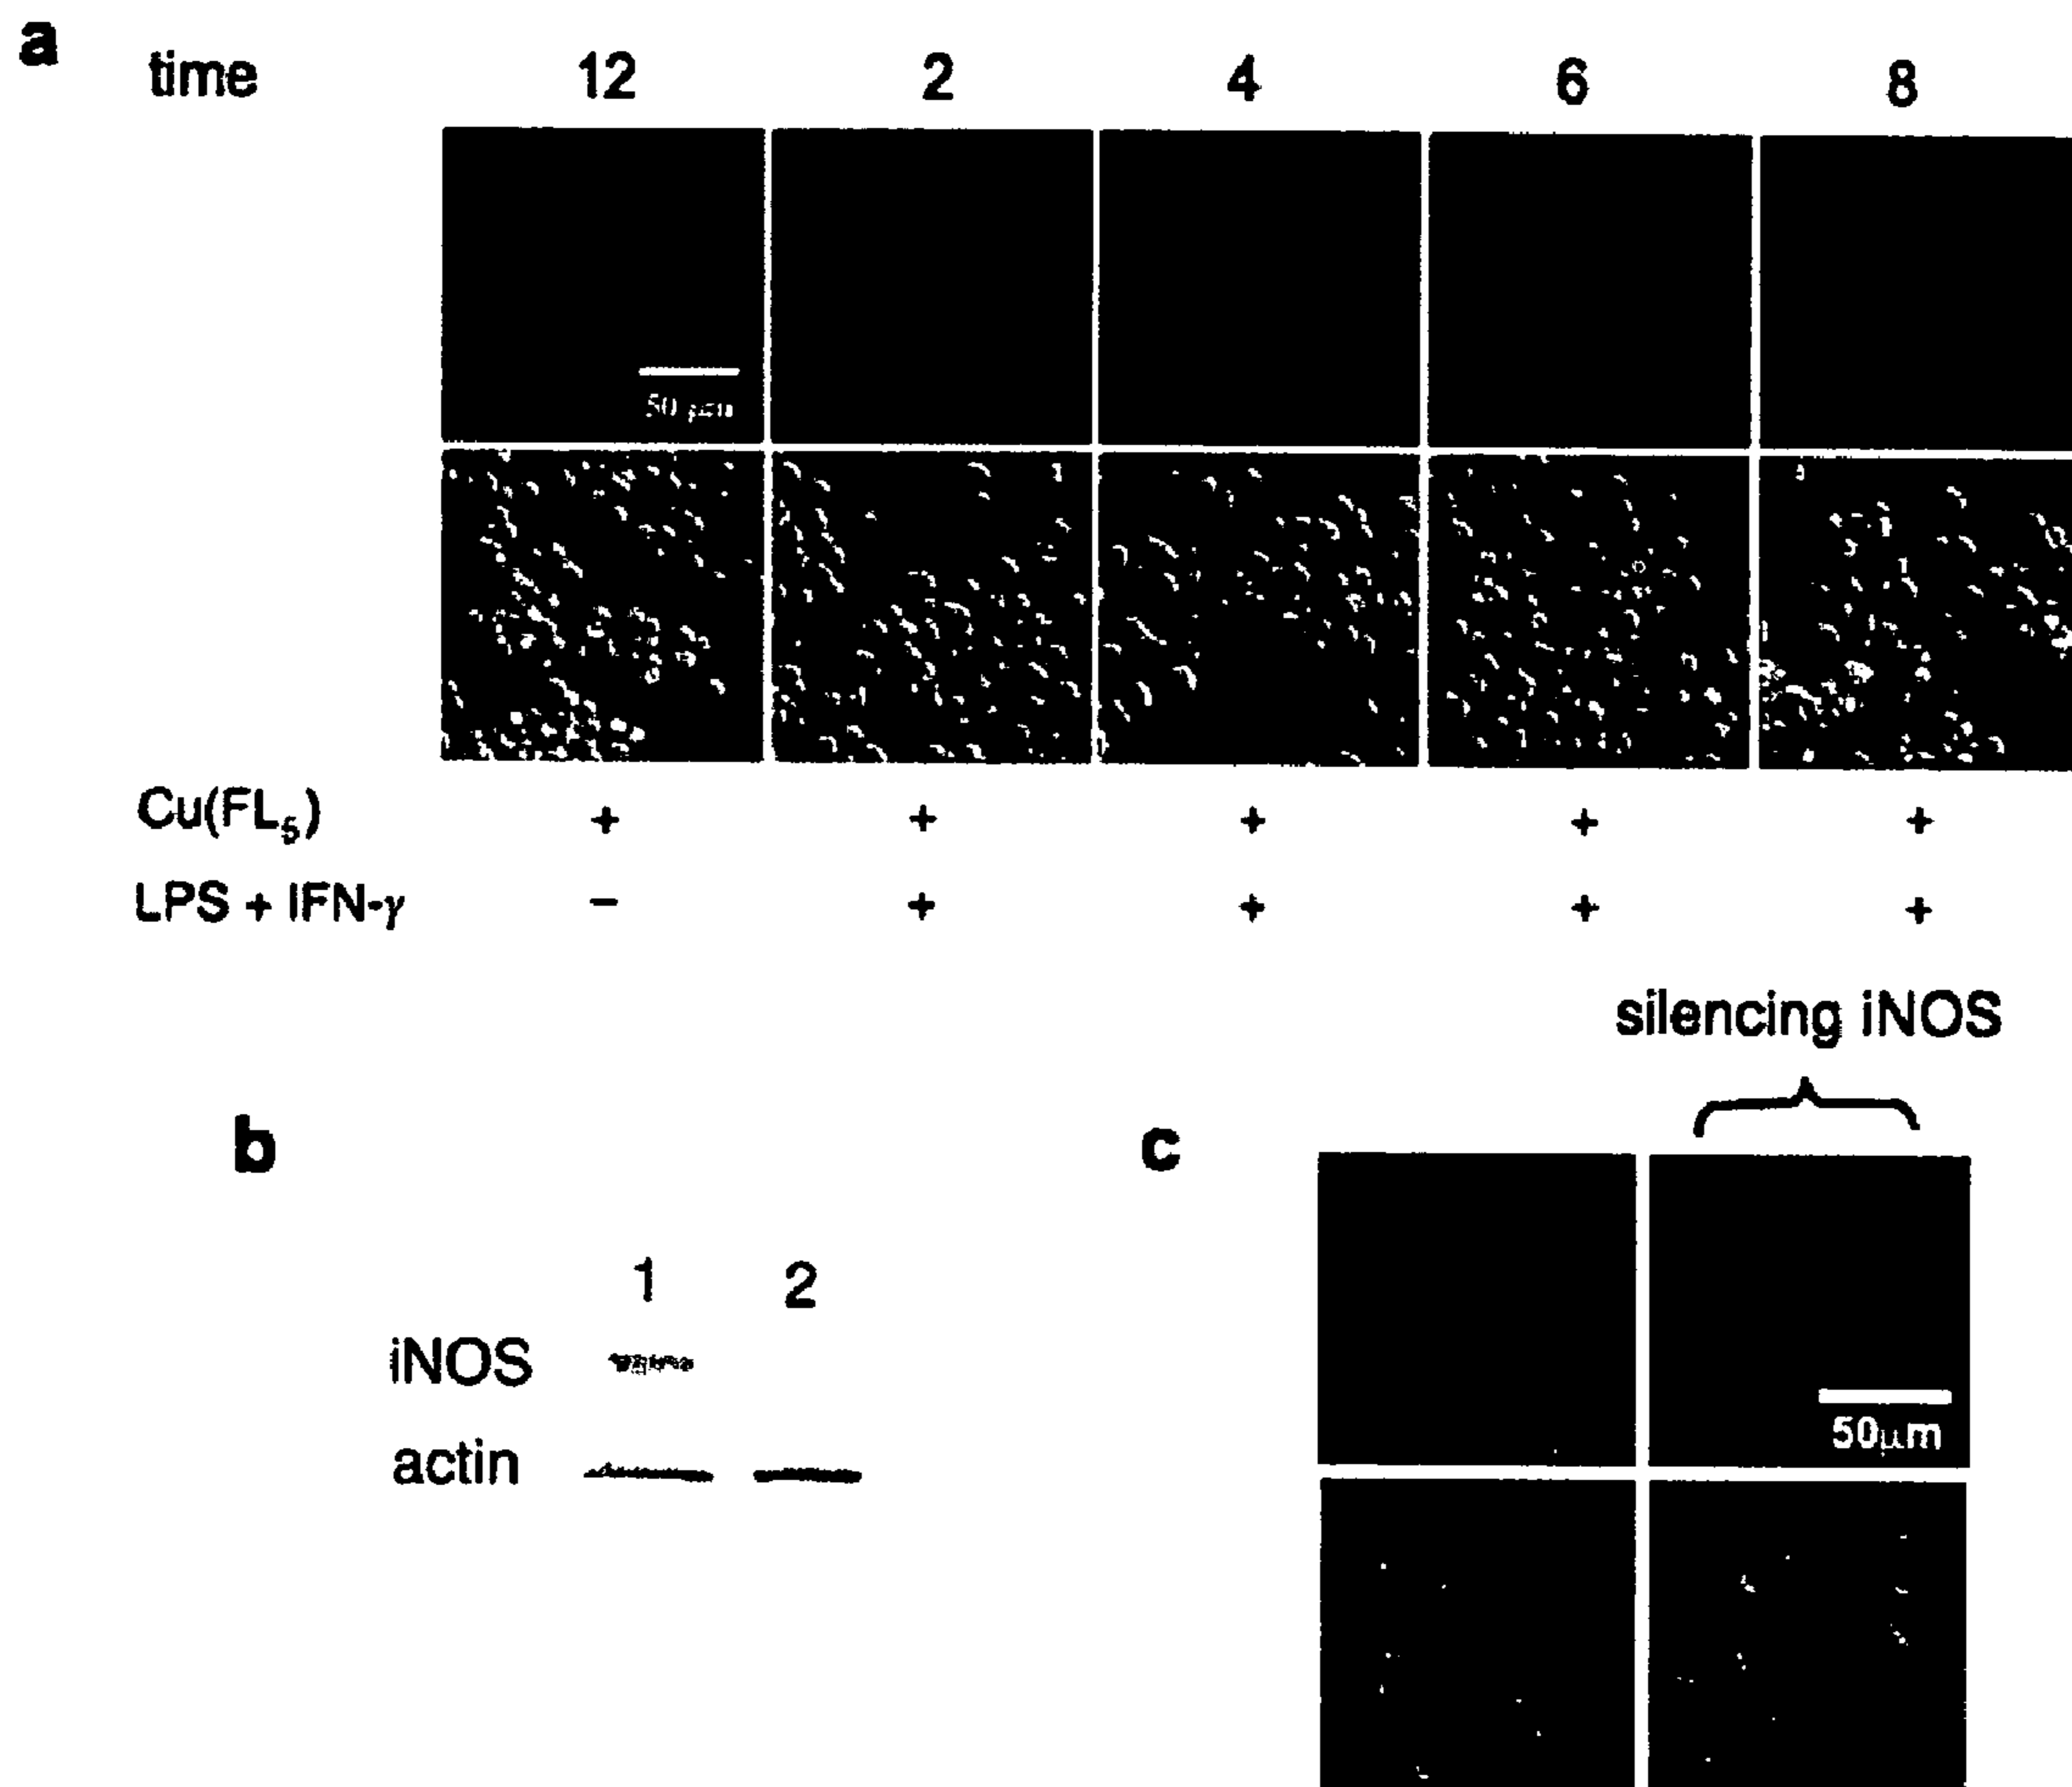 a
time 12 2 4 6 8
50 µm
Cu(FL5) + + + + +
LPS + IFN-γ − + + + +
silencing iNOS
b
c
1 2
iNOS
actin
50µm